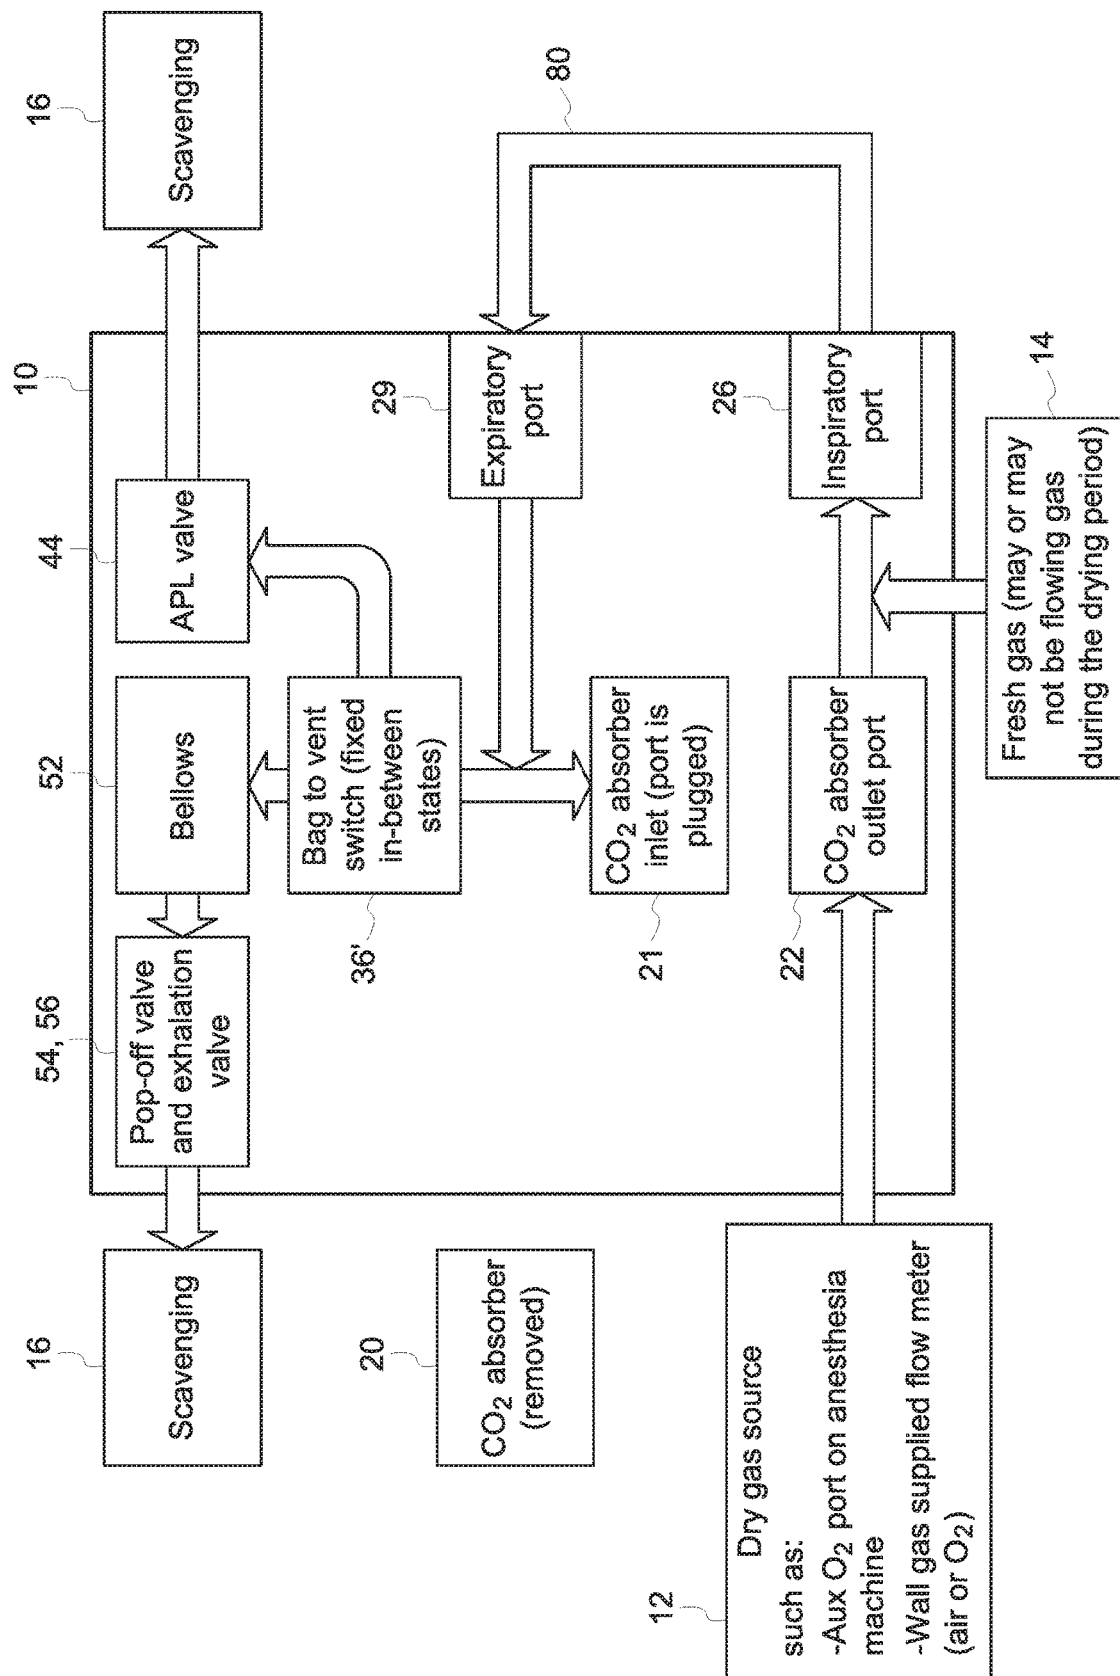 16
Scavenging
54, 56
Pop-off valve
and exhalation
valve
52
Bellows
44
APL valve
10
16
Scavenging
20
CO₂ absorber
(removed)
36'
Bag to vent
switch (fixed
in-between
states)
29
Expiratory
port
80
21
CO₂ absorber
inlet (port is
plugged)
22
CO₂ absorber
outlet port
26
Inspiratory
port
12
Dry gas source
such as:
-Aux O₂ port on anesthesia
machine
-Wall gas supplied flow meter
(air or O₂)
14
Fresh gas (may or may
not be flowing gas
during the drying period)